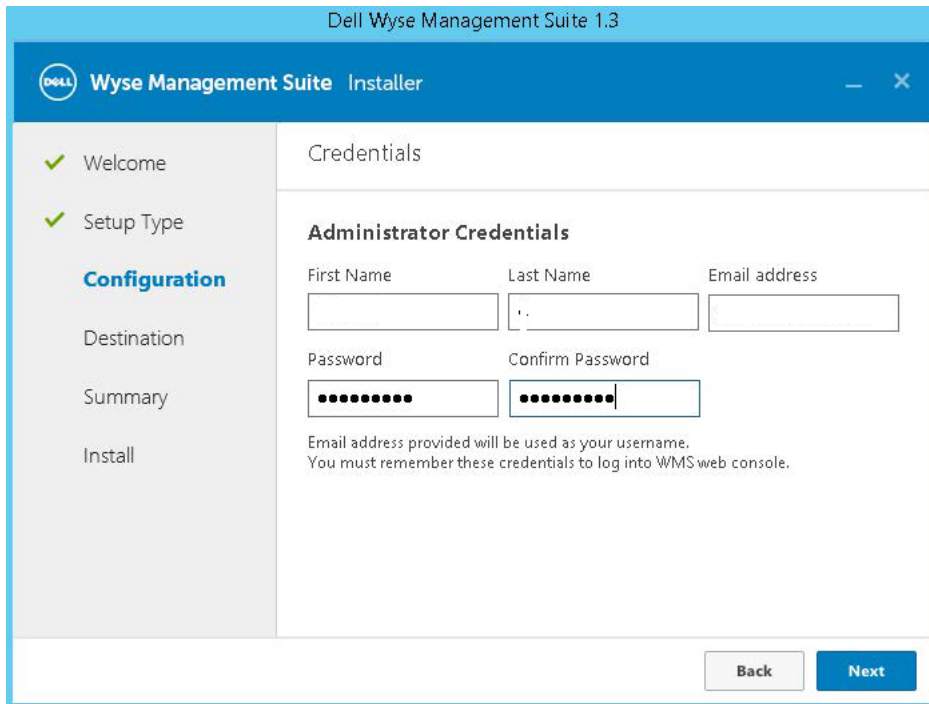 Dell Wyse Management Suite 1.3
DELL Wyse Management Suite Installer
Welcome
Setup Type
Configuration
Destination
Summary
Install
Credentials
Administrator Credentials
First Name Last Name Email address
Password Confirm Password
●●●●●●●●● ●●●●●●●●●
Email address provided will be used as your username.
You must remember these credentials to log into WMS web console.
Back Next